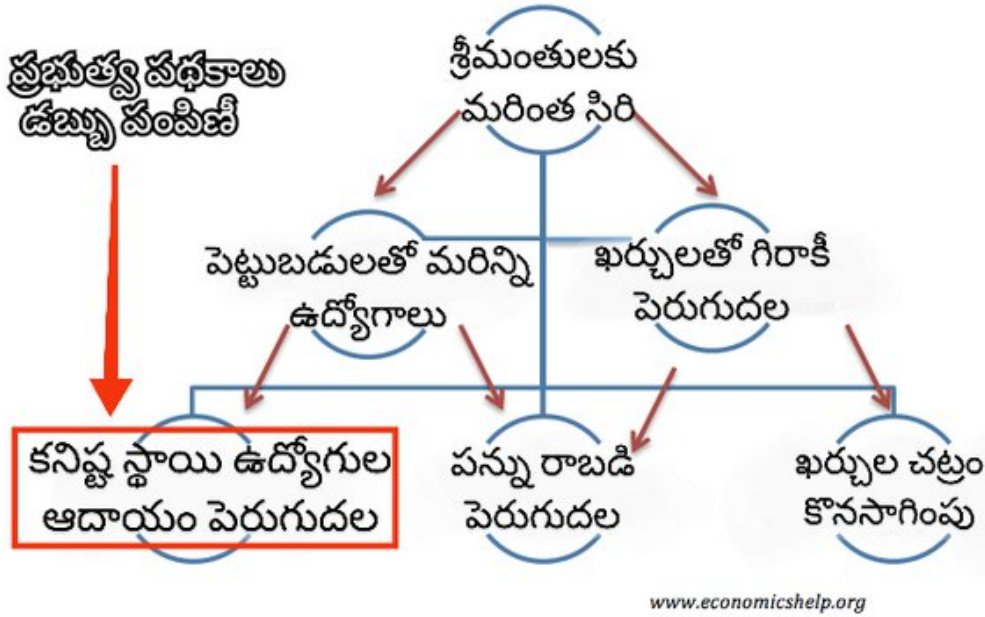 ప్రభుత్వ పథకాలు
డబ్బు పంపిణీ
శ్రీమంతులకు
మరింత సిరి
పెట్టుబడులతో మరిన్ని
ఉద్యోగాలు
ఖర్చులతో గిరాకీ
పెరుగుదల
కనిష్ట స్థాయి ఉద్యోగుల
ఆదాయం పెరుగుదల
పన్ను రాబడి
పెరుగుదల
ఖర్చుల చట్రం
కొనసాగింపు
www.economicshelp.org